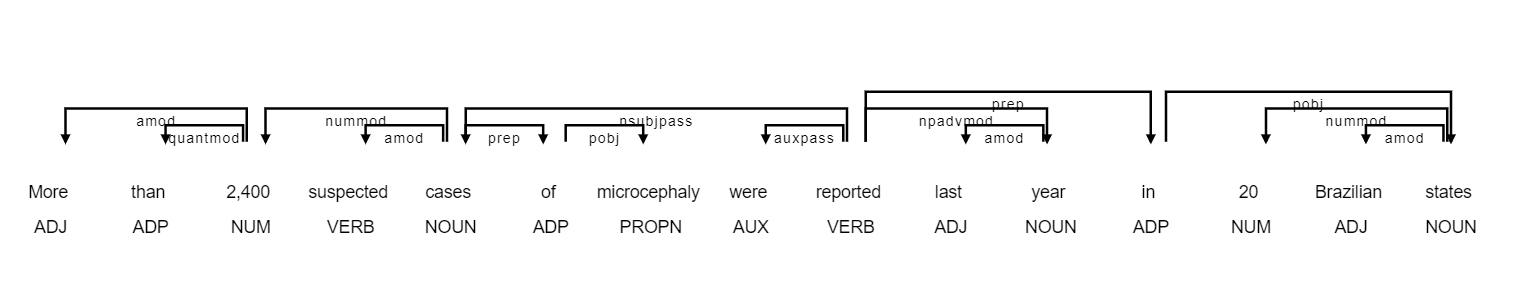 prep pobj
amod nummod nsubjpass npadvmod nummod
quantmod amod prep pobj auxpass amod amod
More than 2,400 suspected cases of microcephaly were reported last year in 20 Brazilian states
ADJ ADP NUM VERB NOUN ADP PROPN AUX VERB ADJ NOUN ADP NUM ADJ NOUN